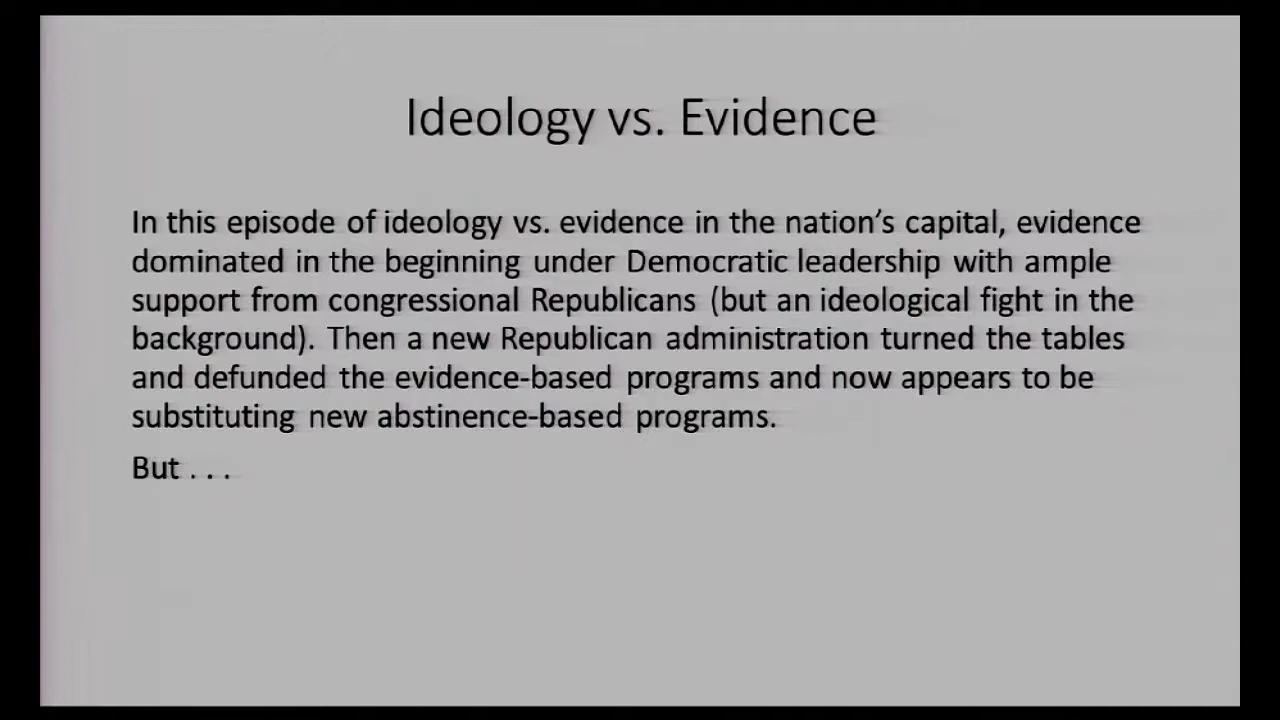 Ideology vs. Evidence
In this episode of ideology vs. evidence in the nation’s capital, evidence
dominated in the beginning under Democratic leadership with ample
support from congressional Republicans (but an ideological fight in the
background). Then a new Republican administration turned the tables
and defunded the evidence-based programs and now appears to be
substituting new abstinence-based programs.
But . . .